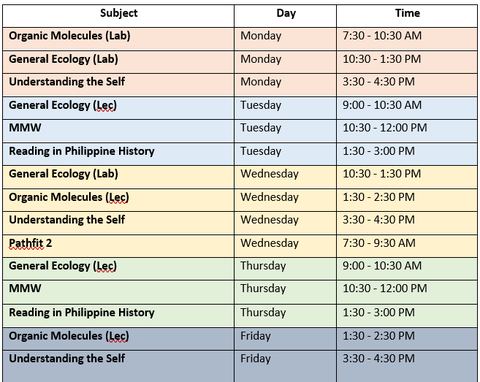 Subject Day Time
Organic Molecules (Lab) Monday 7:30 - 10:30 AM
General Ecology (Lab) Monday 10:30 - 1:30 PM
Understanding the Self Monday 3:30 - 4:30 PM
General Ecology (Lec) Tuesday 9:00 - 10:30 AM
MMW Tuesday 10:30 - 12:00 PM
Reading in Philippine History Tuesday 1:30 - 3:00 PM
General Ecology (Lab) Wednesday 10:30 - 1:30 PM
Organic Molecules (Lec) Wednesday 1:30 - 2:30 PM
Understanding the Self Wednesday 3:30 - 4:30 PM
Pathfit 2 Wednesday 7:30 - 9:30 AM
General Ecology (Lec) Thursday 9:00 - 10:30 AM
MMW Thursday 10:30 - 12:00 PM
Reading in Philippine History Thursday 1:30 - 3:00 PM
Organic Molecules (Lec) Friday 1:30 - 2:30 PM
Understanding the Self Friday 3:30 - 4:30 PM